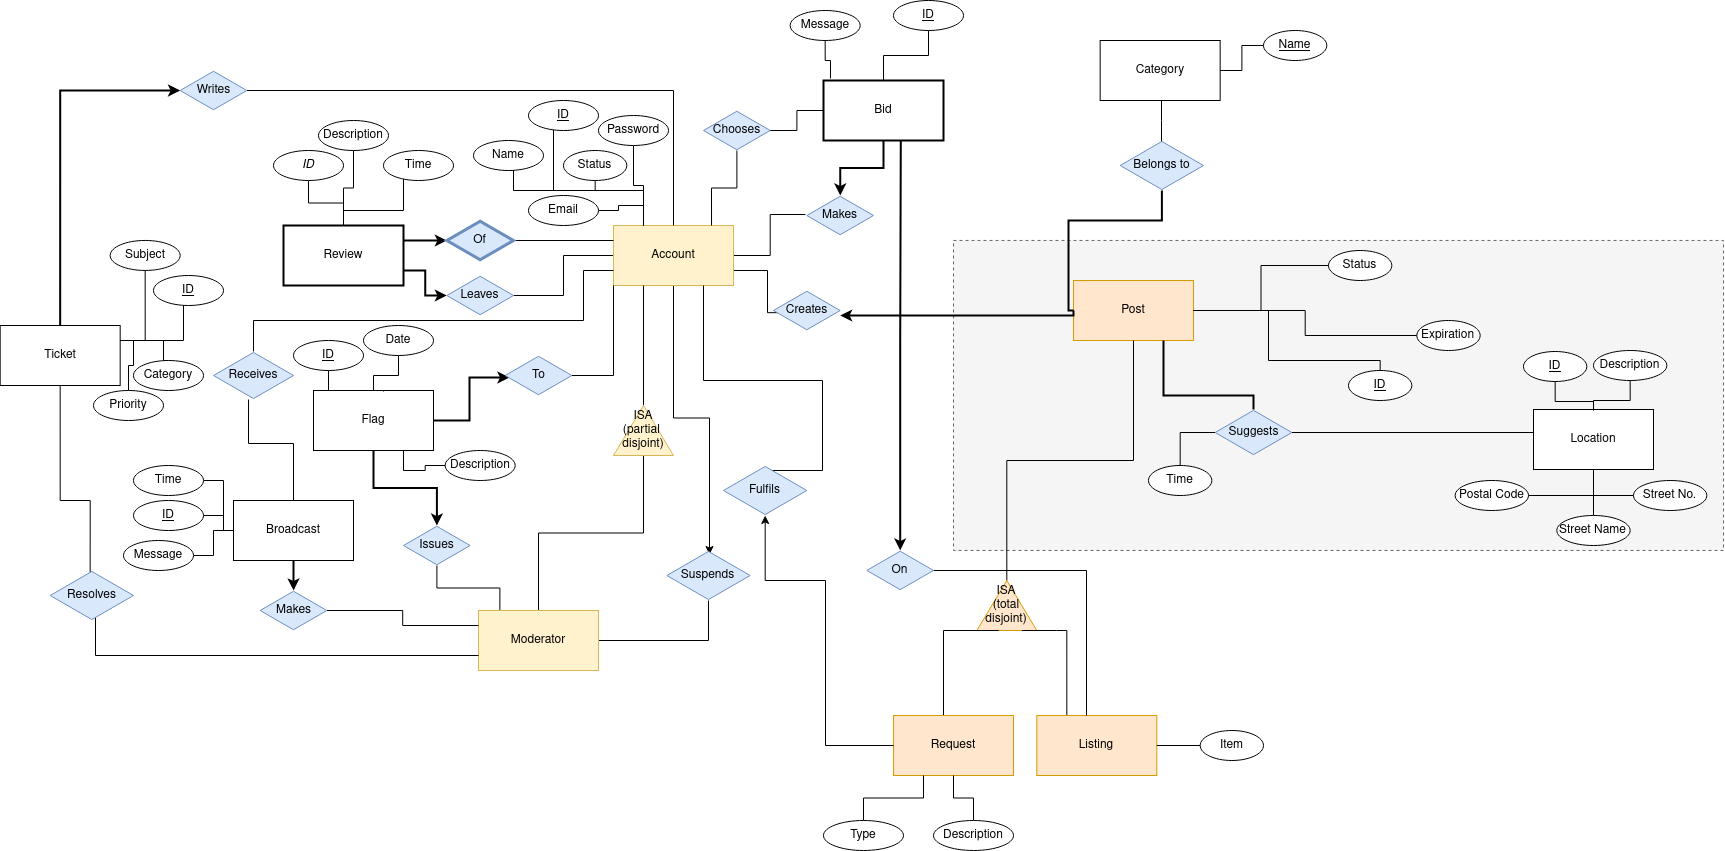 Message
ID
Category
Name
Writes
Bid
ID
Password
Description
Chooses
Name
Status
ID
Time
Belongs to
Email
Makes
Review
Of
Account
Subject
Status
ID
Leaves
Creates
Post
Date
Expiration
ID
Ticket
Receives
To
Description
ID
Category
Priority
ID
Flag
ISA
(partial
disjoint)
Suggests
Location
Description
Time
Time
Fulfils
Postal Code
Street No.
ID
Broadcast
Street Name
Message
Issues
Suspends
On
Resolves
Makes
ISA
(total
disjoint)
Moderator
Request
Listing
Item
Type
Description